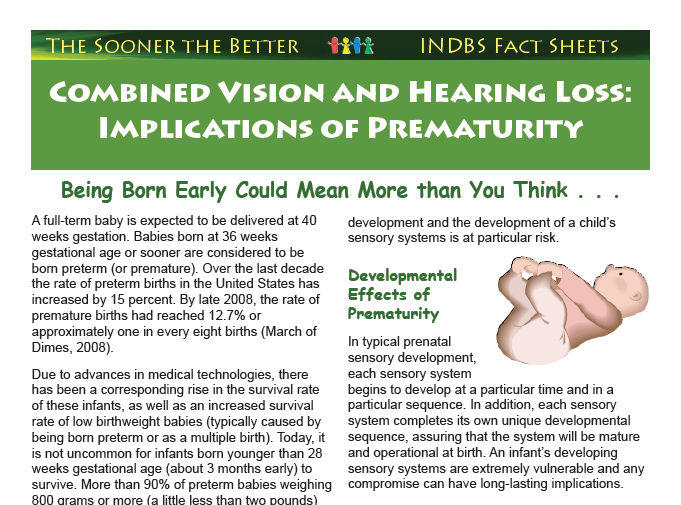 The Sooner the Better
INDBS Fact Sheets
Combined Vision and Hearing Loss:
Implications of Prematurity
Being Born Early Could Mean More than You Think . . .
A full-term baby is expected to be delivered at 40
weeks gestation. Babies born at 36 weeks
gestational age or sooner are considered to be
born preterm (or premature). Over the last decade
the rate of preterm births in the United States has
increased by 15 percent. By late 2008, the rate of
premature births had reached 12.7% or
approximately one in every eight births (March of
Dimes, 2008).
Due to advances in medical technologies, there
has been a corresponding rise in the survival rate
of these infants, as well as an increased survival
rate of low birthweight babies (typically caused by
being born preterm or as a multiple birth). Today, it
is not uncommon for infants born younger than 28
weeks gestational age (about 3 months early) to
survive. More than 90% of preterm babies weighing
800 grams or more (a little less than two pounds)
development and the development of a child’s
sensory systems is at particular risk.
Developmental
Effects of
Prematurity
In typical prenatal
sensory development,
each sensory system
begins to develop at a particular time and in a
particular sequence. In addition, each sensory
system completes its own unique developmental
sequence, assuring that the system will be mature
and operational at birth. An infant’s developing
sensory systems are extremely vulnerable and any
compromise can have long-lasting implications.